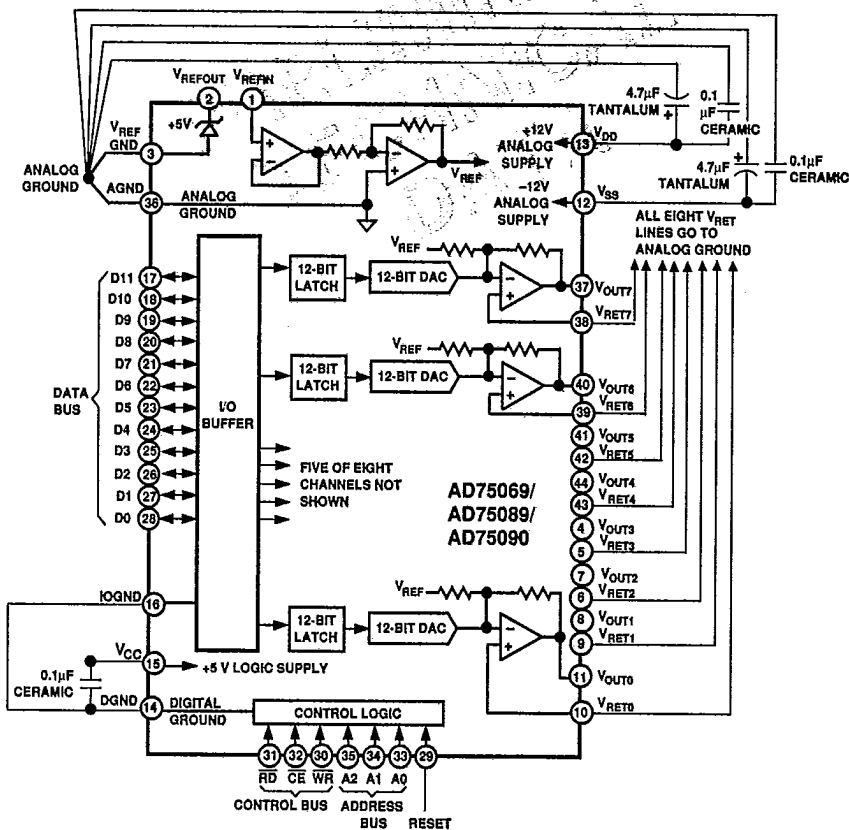 VREFOUT
VREFIN
2
1
+5V
VREF
GND
3
ANALOG
GROUND
AGND
36
ANALOG
GROUND
VREF
4.7µF
TANTALUM
0.1
µF
CERAMIC
+12V
ANALOG
SUPPLY
13
VDD
4.7µF
TANTALUM
0.1µF
CERAMIC
–12V
ANALOG
SUPPLY
12
VSS
ALL EIGHT VRET
LINES GO TO
ANALOG GROUND
DATA
BUS
D11 17
D10 18
D9 19
D8 20
D7 21
D6 22
D5 23
D4 24
D3 25
D2 26
D1 27
D0 28
I/O
BUFFER
12-BIT
LATCH
12-BIT DAC
VREF
37 VOUT7
38 VRET7
12-BIT
LATCH
12-BIT DAC
VREF
40 VOUT6
39 VRET6
41 VOUT5
42 VRET5
44 VOUT4
43 VRET4
4 VOUT3
5 VRET3
7 VOUT2
6 VRET2
8 VOUT1
9 VRET1
FIVE OF EIGHT
CHANNELS NOT
SHOWN
AD75069/
AD75089/
AD75090
12-BIT
LATCH
12-BIT DAC
VREF
11 VOUT0
10 VRET0
IOGND 16
VCC 15
+5 V LOGIC SUPPLY
0.1µF
CERAMIC
DGND 14
DIGITAL
GROUND
CONTROL LOGIC
31 32 30 35 34 33 29
RD CE WR A2 A1 A0
CONTROL BUS
ADDRESS
BUS
RESET